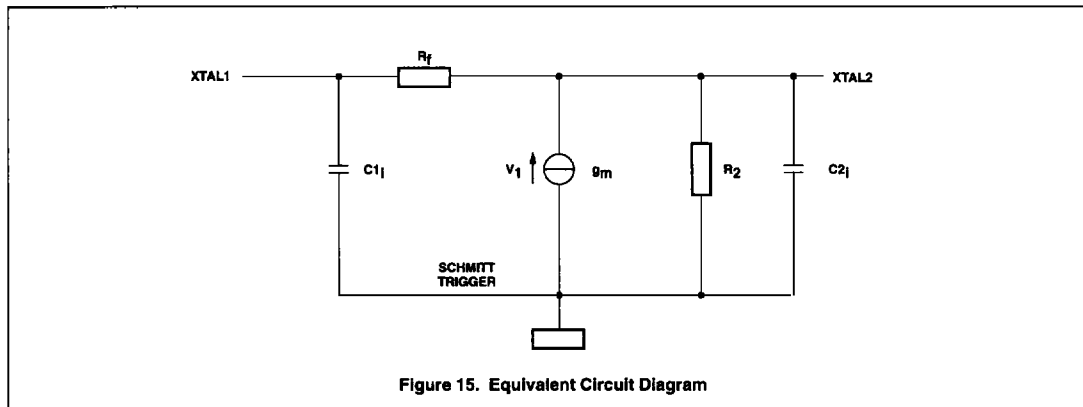 Rf
XTAL1
XTAL2
C1i
V1
gm
R2
C2i
SCHMITT
TRIGGER
Figure 15. Equivalent Circuit Diagram